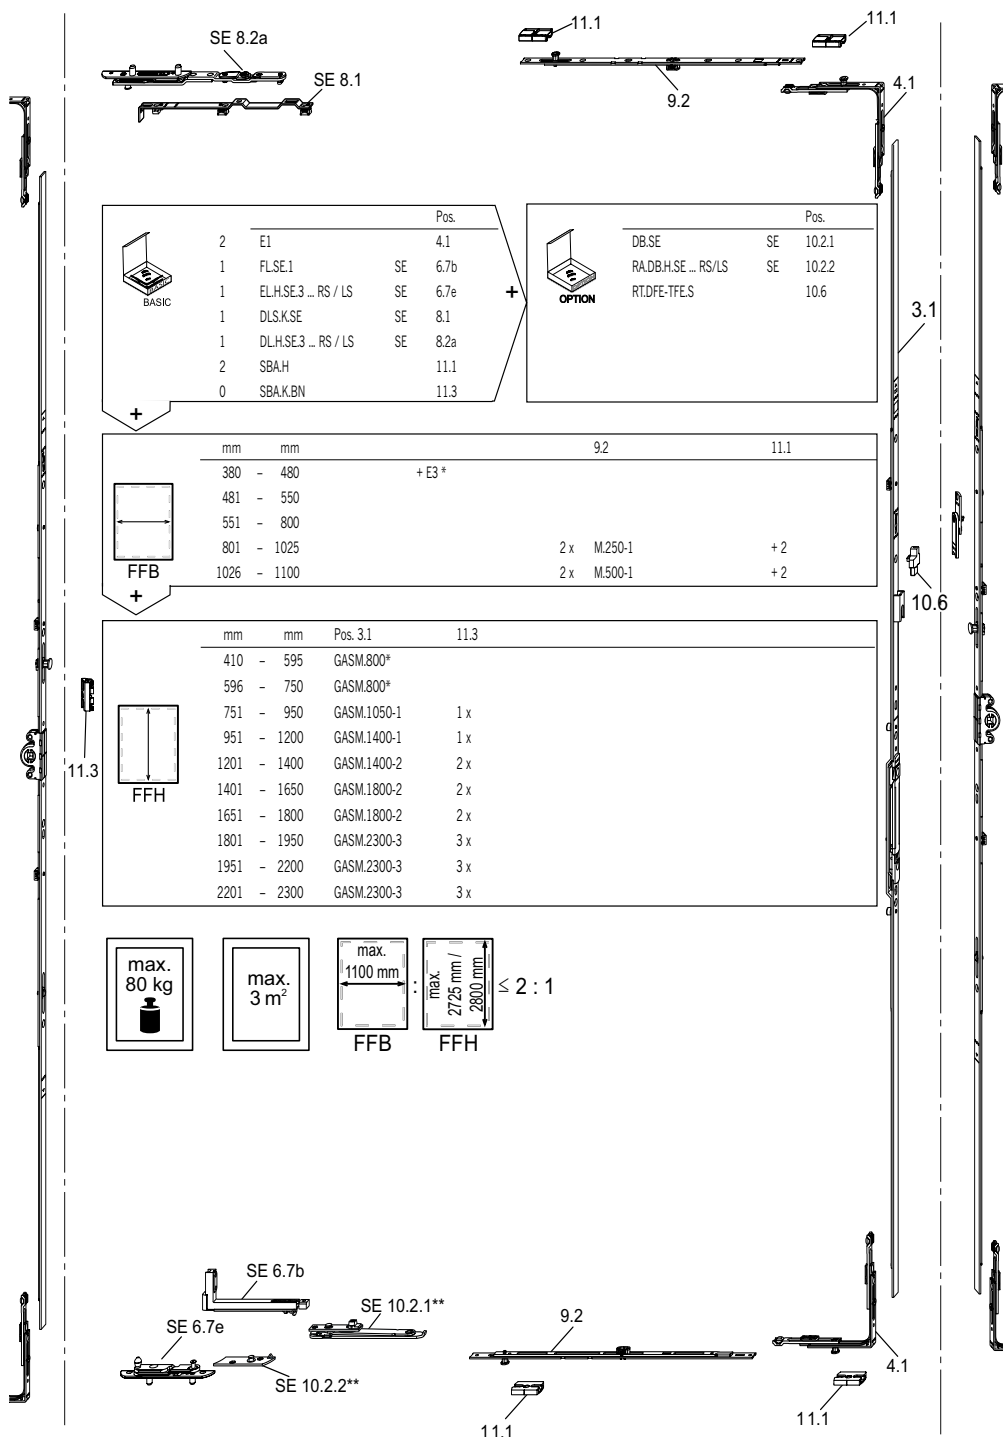 11.1
11.1
SE 8.2a
SE 8.1
9.2
4.1
Pos.
2 E1 4.1
1 FL.SE.1 SE 6.7b
1 EL.H.SE.3 ... RS / LS SE 6.7e
1 DLS.K.SE SE 8.1
1 DL.H.SE.3 ... RS / LS SE 8.2a
2 SBA.H 11.1
0 SBA.K.BN 11.3
BASIC
+
Pos.
DB.SE SE 10.2.1
RA.DB.H.SE ... RS/LS SE 10.2.2
RT.DFE-TFE.S 10.6
OPTION
3.1
+
mm mm 9.2 11.1
380 – 480 + E3 *
481 – 550
551 – 800
801 – 1025 2 x M.250-1 + 2
1026 – 1100 2 x M.500-1 + 2
FFB
+
10.6
mm mm Pos. 3.1 11.3
410 – 595 GASM.800*
596 – 750 GASM.800*
751 – 950 GASM.1050-1 1 x
951 – 1200 GASM.1400-1 1 x
1201 – 1400 GASM.1400-2 2 x
1401 – 1650 GASM.1800-2 2 x
1651 – 1800 GASM.1800-2 2 x
1801 – 1950 GASM.2300-3 3 x
1951 – 2200 GASM.2300-3 3 x
2201 – 2300 GASM.2300-3 3 x
FFH
11.3
max.
80 kg
max.
3 m²
max.
1100 mm
FFB
:
max.
2725 mm /
2800 mm
FFH
≤ 2 : 1
SE 6.7b
SE 10.2.1**
SE 6.7e
SE 10.2.2**
9.2
4.1
11.1
11.1